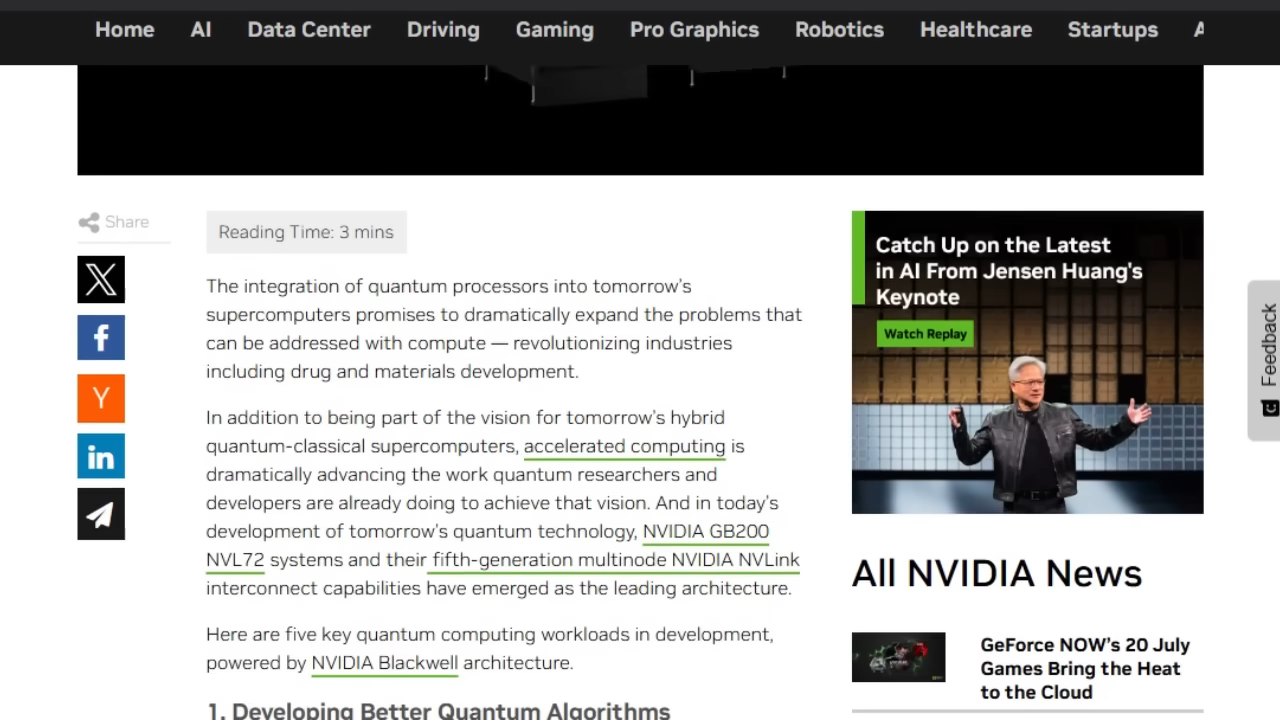 Home AI Data Center Driving Gaming Pro Graphics Robotics Healthcare Startups
Share
Reading Time: 3 mins
The integration of quantum processors into tomorrow's
supercomputers promises to dramatically expand the problems that
can be addressed with compute — revolutionizing industries
including drug and materials development.
In addition to being part of the vision for tomorrow's hybrid
quantum-classical supercomputers, accelerated computing is
dramatically advancing the work quantum researchers and
developers are already doing to achieve that vision. And in today's
development of tomorrow's quantum technology, NVIDIA GB200
NVL72 systems and their fifth-generation multinode NVIDIA NVLink
interconnect capabilities have emerged as the leading architecture.
Here are five key quantum computing workloads in development,
powered by NVIDIA Blackwell architecture.
1. Developing Better Quantum Algorithms
Catch Up on the Latest
in AI From Jensen Huang's
Keynote
Watch Replay
All NVIDIA News
GeForce NOW's 20 July
Games Bring the Heat
to the Cloud
Feedback